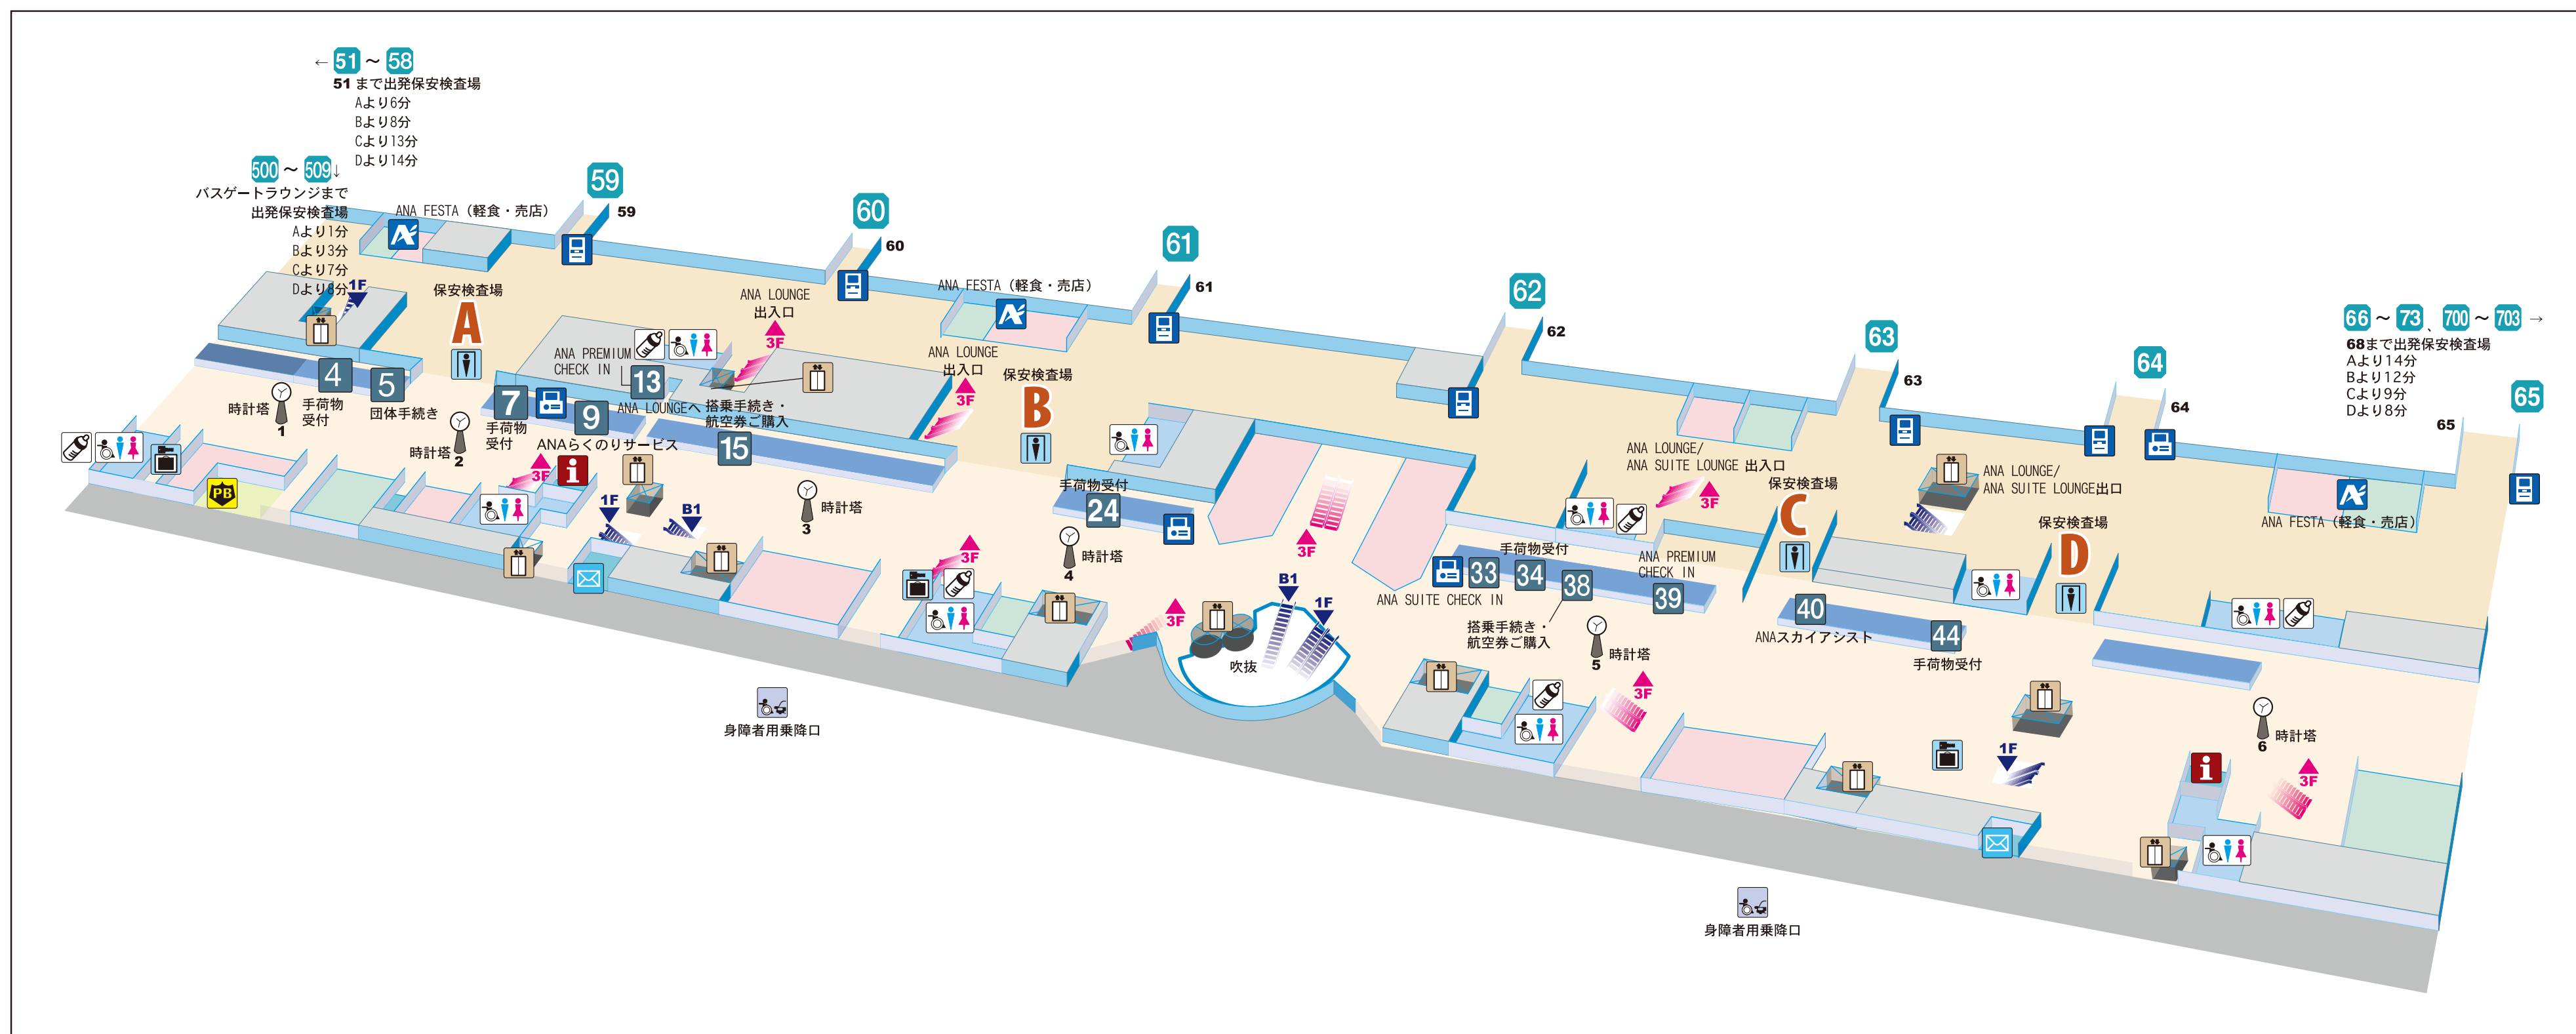 ← 51 ～ 58
51 まで出発保安検査場
Aより6分
Bより8分
Cより13分
Dより14分
500 ～ 509 ↓
バスゲートラウンジまで
出発保安検査場
Aより1分
Bより3分
Cより7分
Dより8分
1F
ANA FESTA（軽食・売店）
59
59
60
60
61
61
62
62
63
63
64
64
65
65
66 ～ 73 、 700 ～ 703 →
68まで出発保安検査場
Aより14分
Bより12分
Cより9分
Dより8分
保安検査場
A
ANA LOUNGE
出入口
3F
ANA FESTA（軽食・売店）
ANA PREMIUM
CHECK IN
13
ANA LOUNGEへ
ANA LOUNGE
出入口
3F
保安検査場
B
4
手荷物
受付
5
団体手続き
7
手荷物
受付
9
ANAらくのりサービス
搭乗手続き・
航空券ご購入
15
時計塔
1
時計塔
2
時計塔
3
時計塔
4
手荷物受付
24
PB
3F
i
1F
B1
3F
3F
3F
B1
1F
吹抜
ANA LOUNGE/
ANA SUITE LOUNGE 出入口
3F
保安検査場
C
ANA LOUNGE/
ANA SUITE LOUNGE出口
保安検査場
D
ANA FESTA（軽食・売店）
手荷物受付
33
34
38
39
ANA PREMIUM
CHECK IN
ANA SUITE CHECK IN
搭乗手続き・
航空券ご購入
時計塔
5
40
ANAスカイアシスト
44
手荷物受付
3F
1F
時計塔
6
i
3F
身障者用乗降口
身障者用乗降口